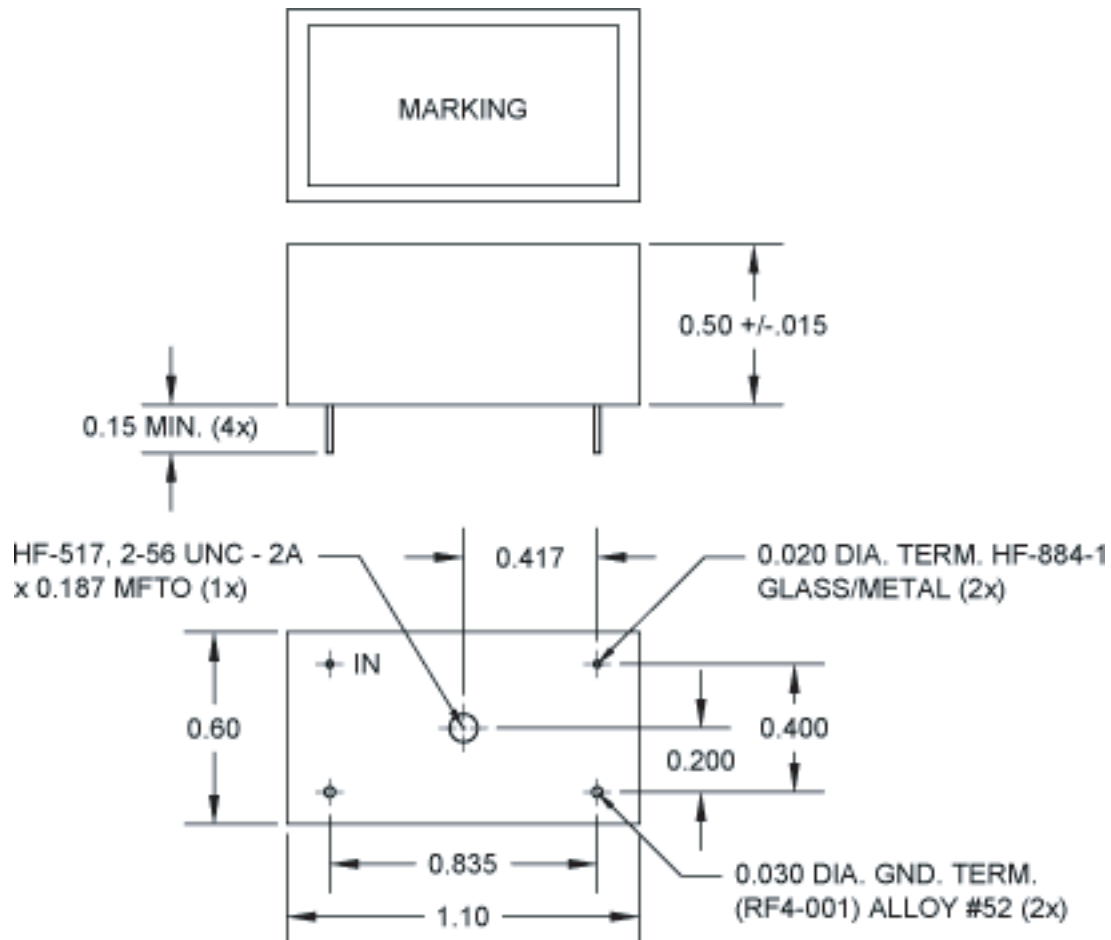 MARKING
0.50 +/-.015
0.15 MIN. (4x)
HF-517, 2-56 UNC - 2A
x 0.187 MFTO (1x)
0.417
0.020 DIA. TERM. HF-884-1
GLASS/METAL (2x)
IN
0.60
0.400
0.200
0.835
1.10
0.030 DIA. GND. TERM.
(RF4-001) ALLOY #52 (2x)